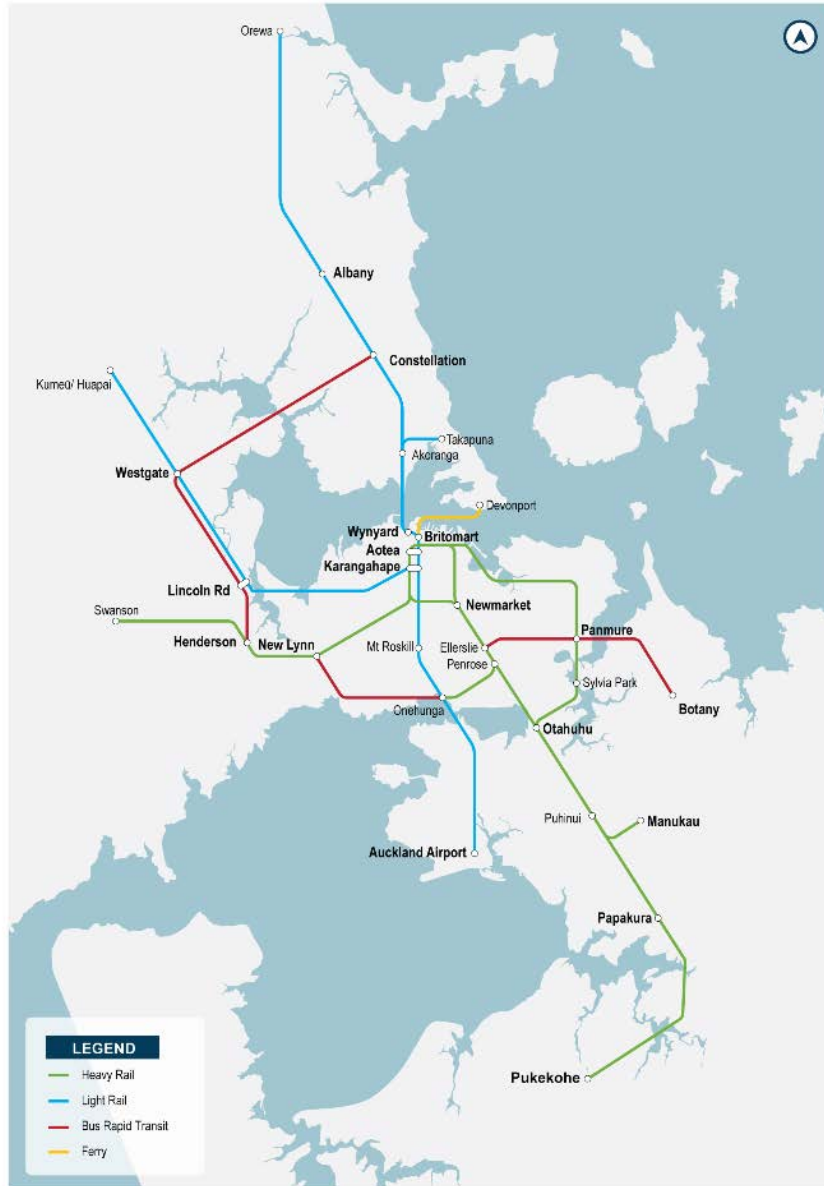 Orewa
Albany
Constellation
Kumeū/ Huapai
Takapuna
Akoranga
Westgate
Devonport
Wynyard
Britomart
Aotea
Karangahape
Lincoln Rd
Newmarket
Swanson
Panmure
Henderson
New Lynn
Mt Roskill
Ellerslie
Penrose
Sylvia Park
Botany
Onehunga
Otahuhu
Puhinui
Manukau
Auckland Airport
Papakura
Pukekohe
LEGEND
Heavy Rail
Light Rail
Bus Rapid Transit
Ferry